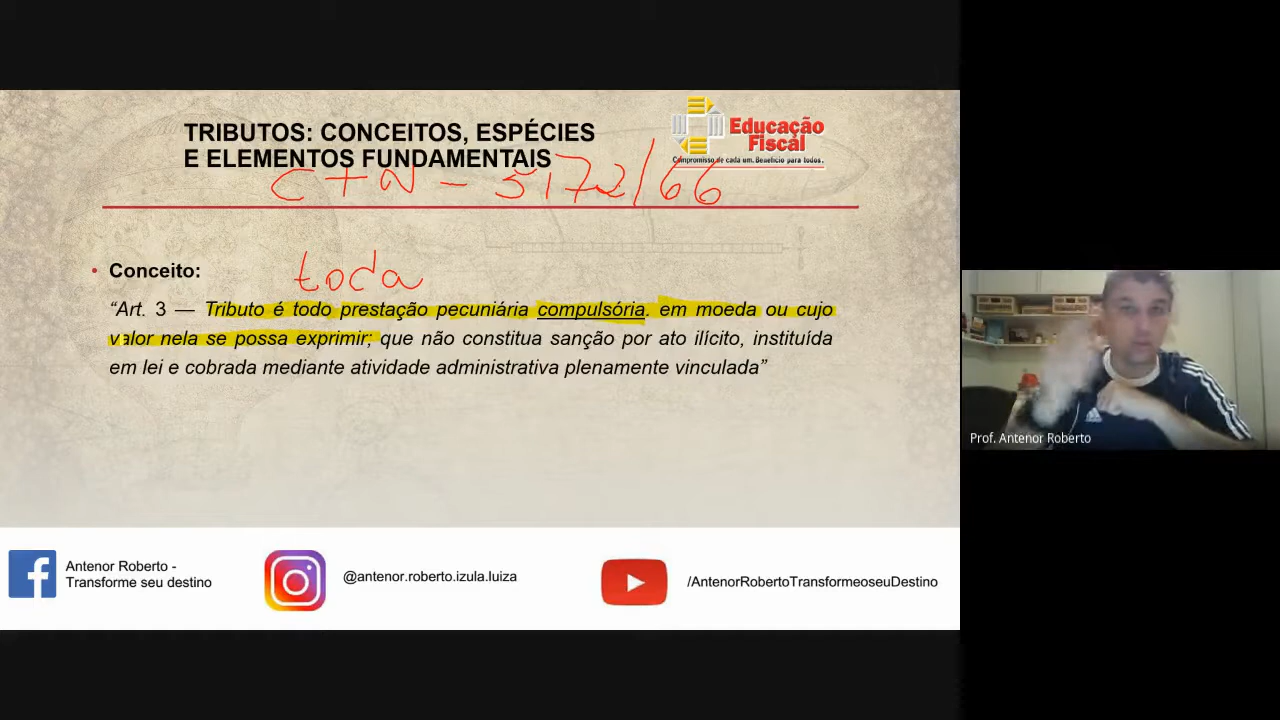 TRIBUTOS: CONCEITOS, ESPÉCIES
E ELEMENTOS FUNDAMENTAIS
Educação
Fiscal
Compromisso de cada um. Benefício para todos.
CTN - 5172/66
• Conceito:
toda
“Art. 3 — Tributo é todo prestação pecuniária compulsória. em moeda ou cujo
valor nela se possa exprimir; que não constitua sanção por ato ilícito, instituída
em lei e cobrada mediante atividade administrativa plenamente vinculada”
Prof. Antenor Roberto
Antenor Roberto -
Transforme seu destino
@antenor.roberto.izula.luiza
/AntenorRobertoTransformeoseuDestino